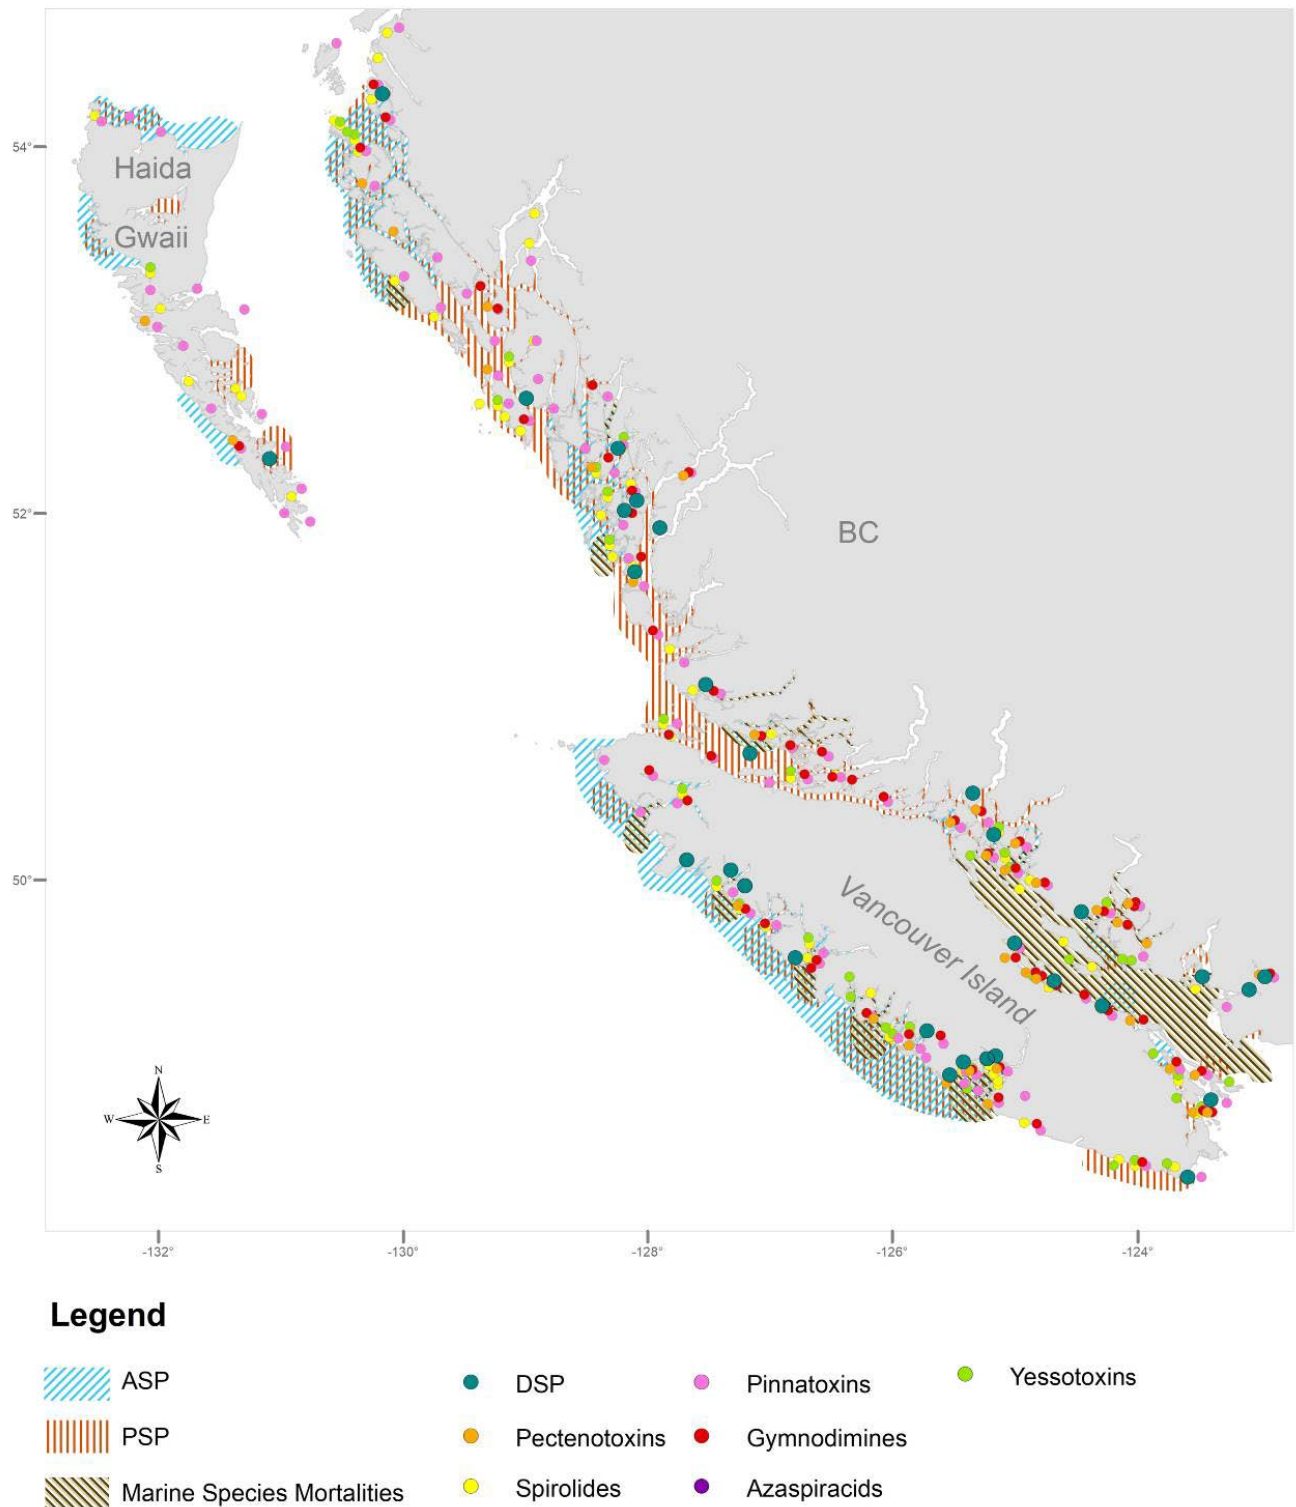 54°
Haida
Gwaii
52°
BC
50°
Vancouver Island
N
W
E
S
-132°
-130°
-128°
-126°
-124°
Legend
ASP
DSP
Pinnatoxins
Yessotoxins
PSP
Pectenotoxins
Gymnodimines
Marine Species Mortalities
Spirolides
Azaspiracids